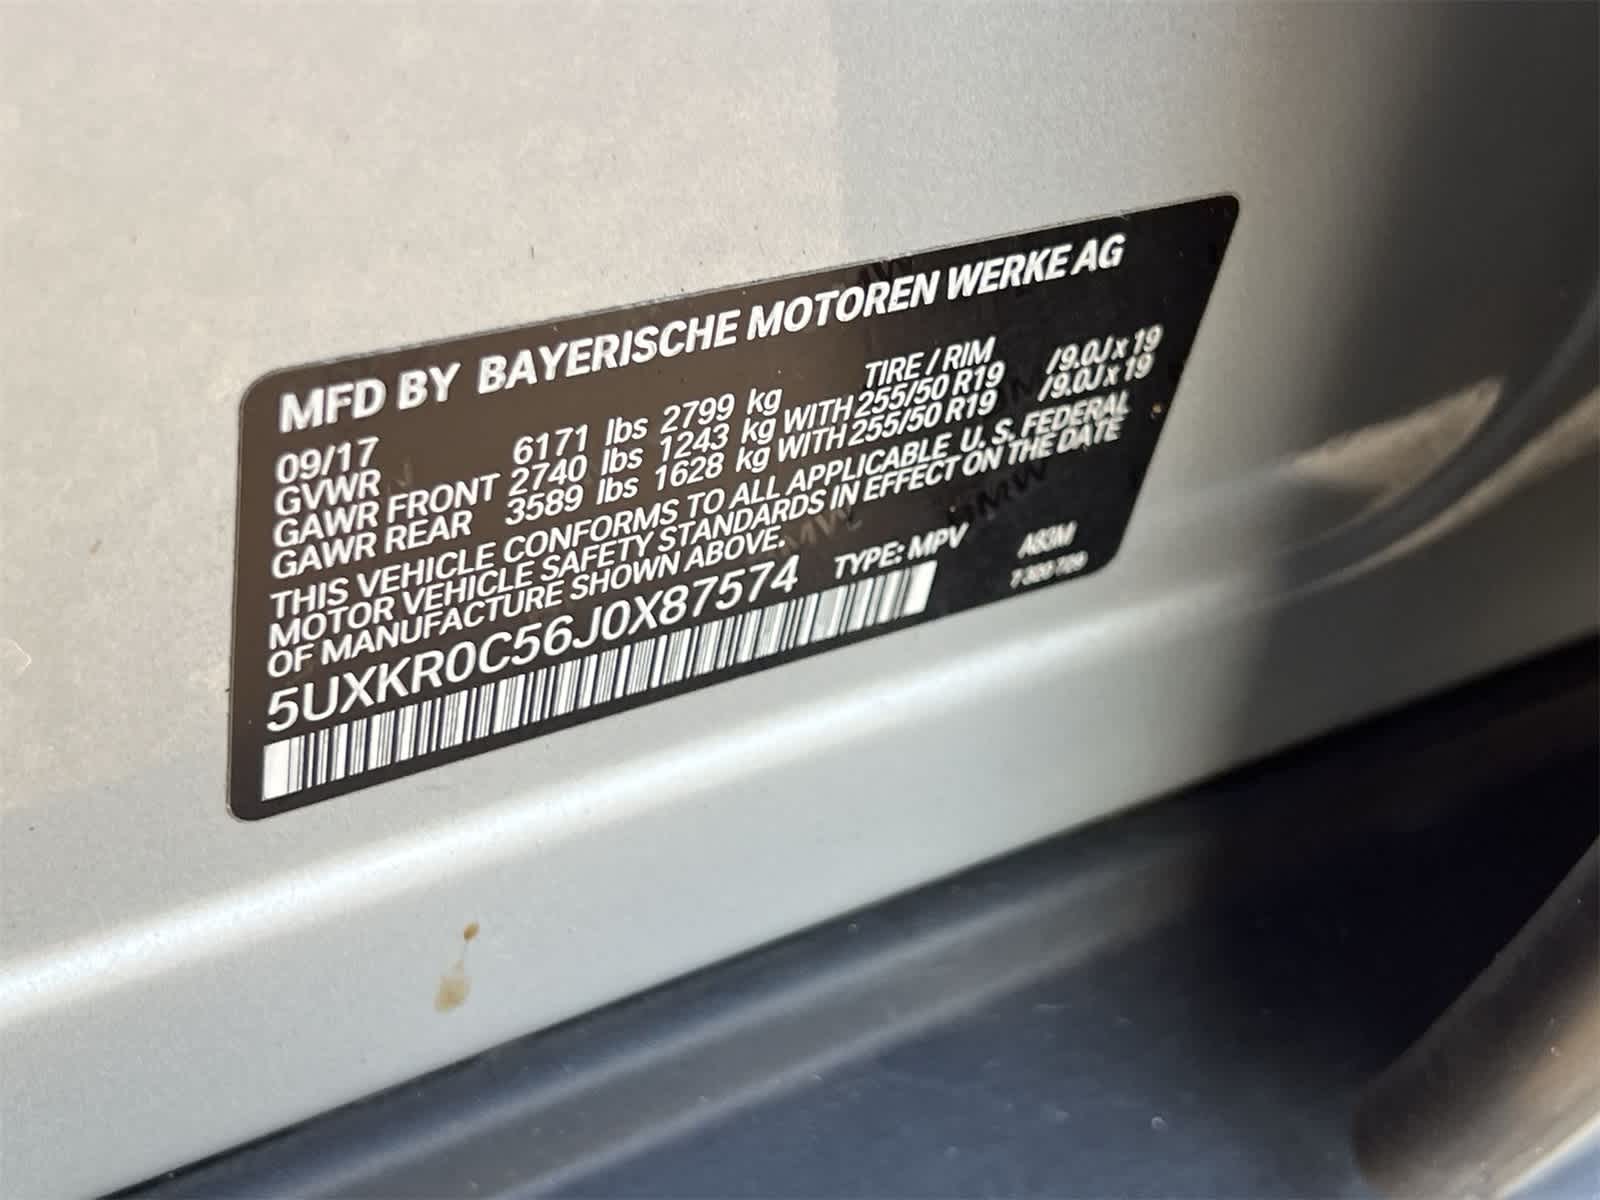 MFD BY BAYERISCHE MOTOREN WERKE AG
09/17 TIRE / RIM
GVWR 6171 lbs 2799 kg
GAWR FRONT 2740 lbs 1243 kg WITH 255/50 R19 /9.0J x 19
GAWR REAR 3589 lbs 1628 kg WITH 255/50 R19 /9.0J x 19
THIS VEHICLE CONFORMS TO ALL APPLICABLE U. S. FEDERAL
MOTOR VEHICLE SAFETY STANDARDS IN EFFECT ON THE DATE
OF MANUFACTURE SHOWN ABOVE.
5UXKR0C56J0X87574 TYPE: MPV